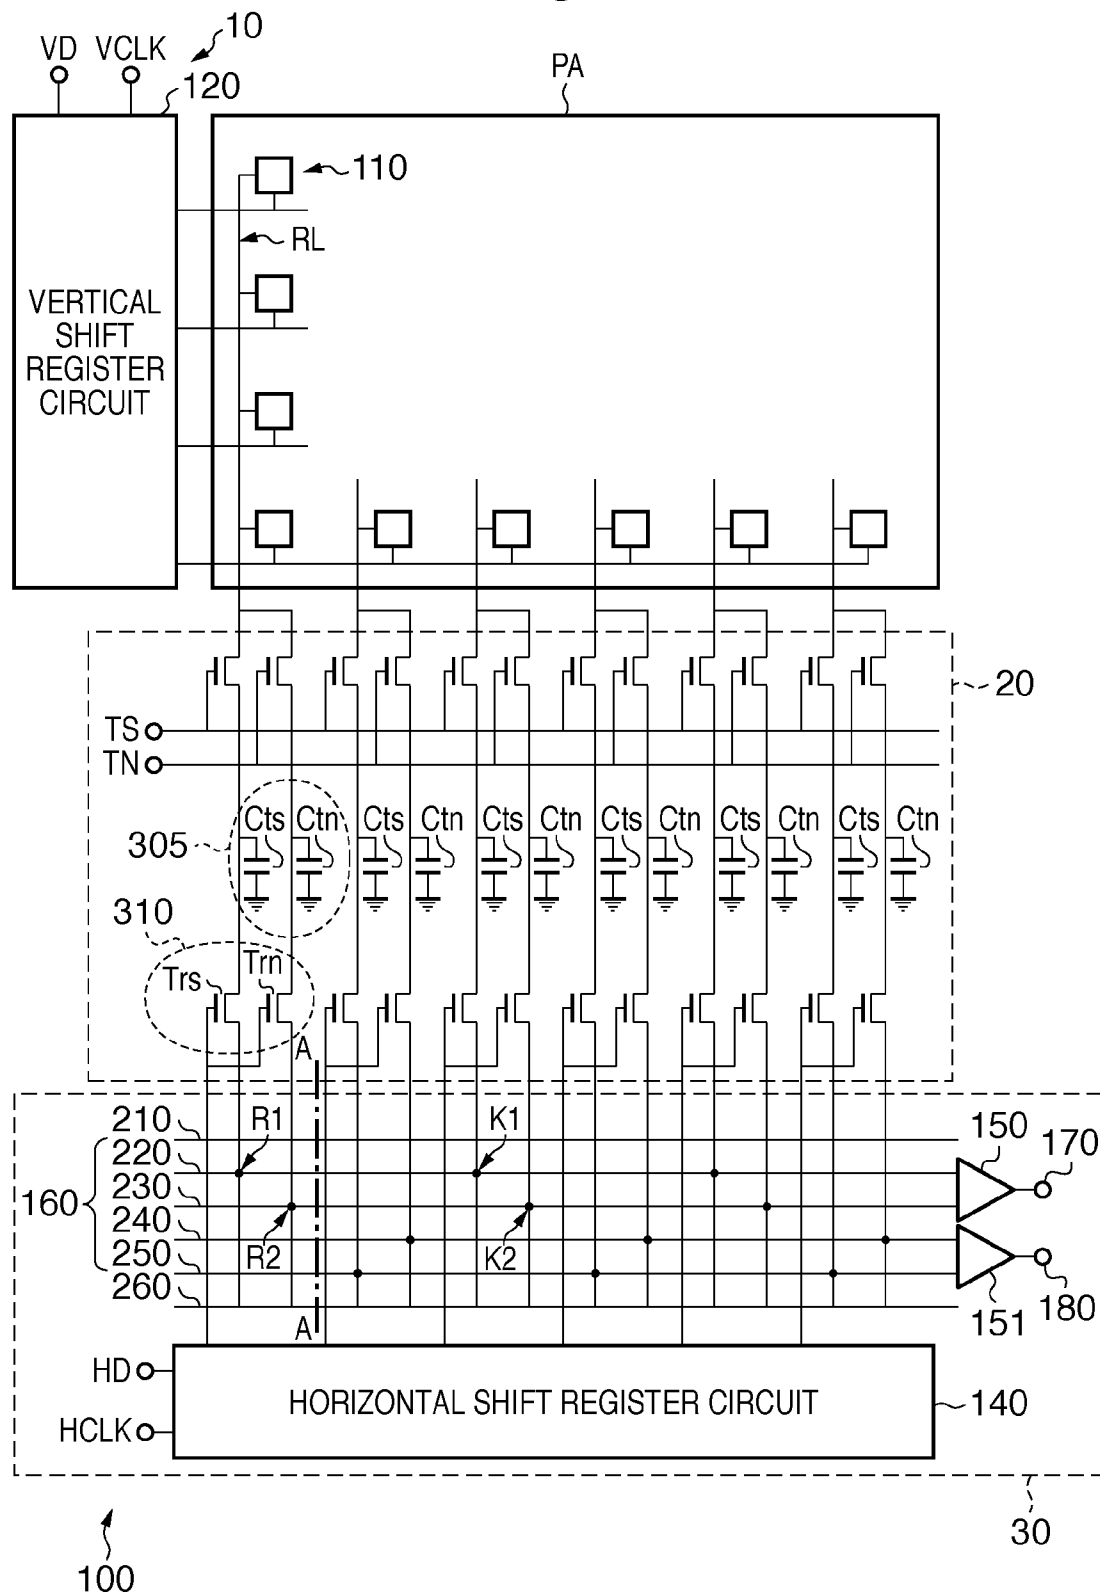 10
VD VCLK
120
PA
110
RL
VERTICAL
SHIFT
REGISTER
CIRCUIT
20
TS
TN
Cts Ctn Cts Ctn Cts Ctn Cts Ctn Cts Ctn Cts Ctn
305
310
Trs Trn
A
210
220
230
240
250
260
160
R1
K1
R2
K2
150
170
151
180
A
HD
HCLK
HORIZONTAL SHIFT REGISTER CIRCUIT
140
30
100